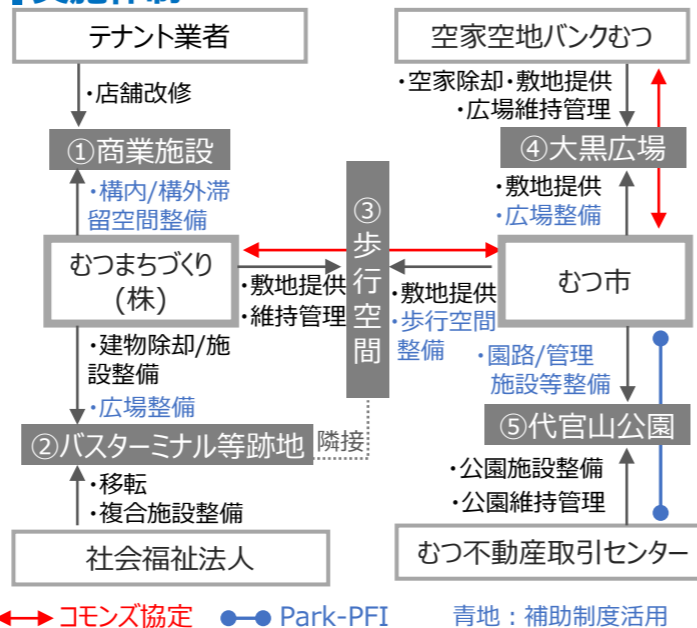 実施体制
テナント業者
・店舗改修
①商業施設
・構内/構外滞
留空間整備
むつまちづくり
(株)
・建物除却/施
設整備
・広場整備
②バスターミナル等跡地
隣接
・移転
・複合施設整備
社会福祉法人
・敷地提供
・維持管理
③歩行空間
・敷地提供
・歩行空間
整備
空家空地バンクむつ
・空家除却・敷地提供
・広場維持管理
④大黒広場
・敷地提供
・広場整備
むつ市
・園路/管理
施設等整備
⑤代官山公園
・公園施設整備
・公園維持管理
むつ不動産取引センター
コモンズ協定
Park-PFI
青地：補助制度活用